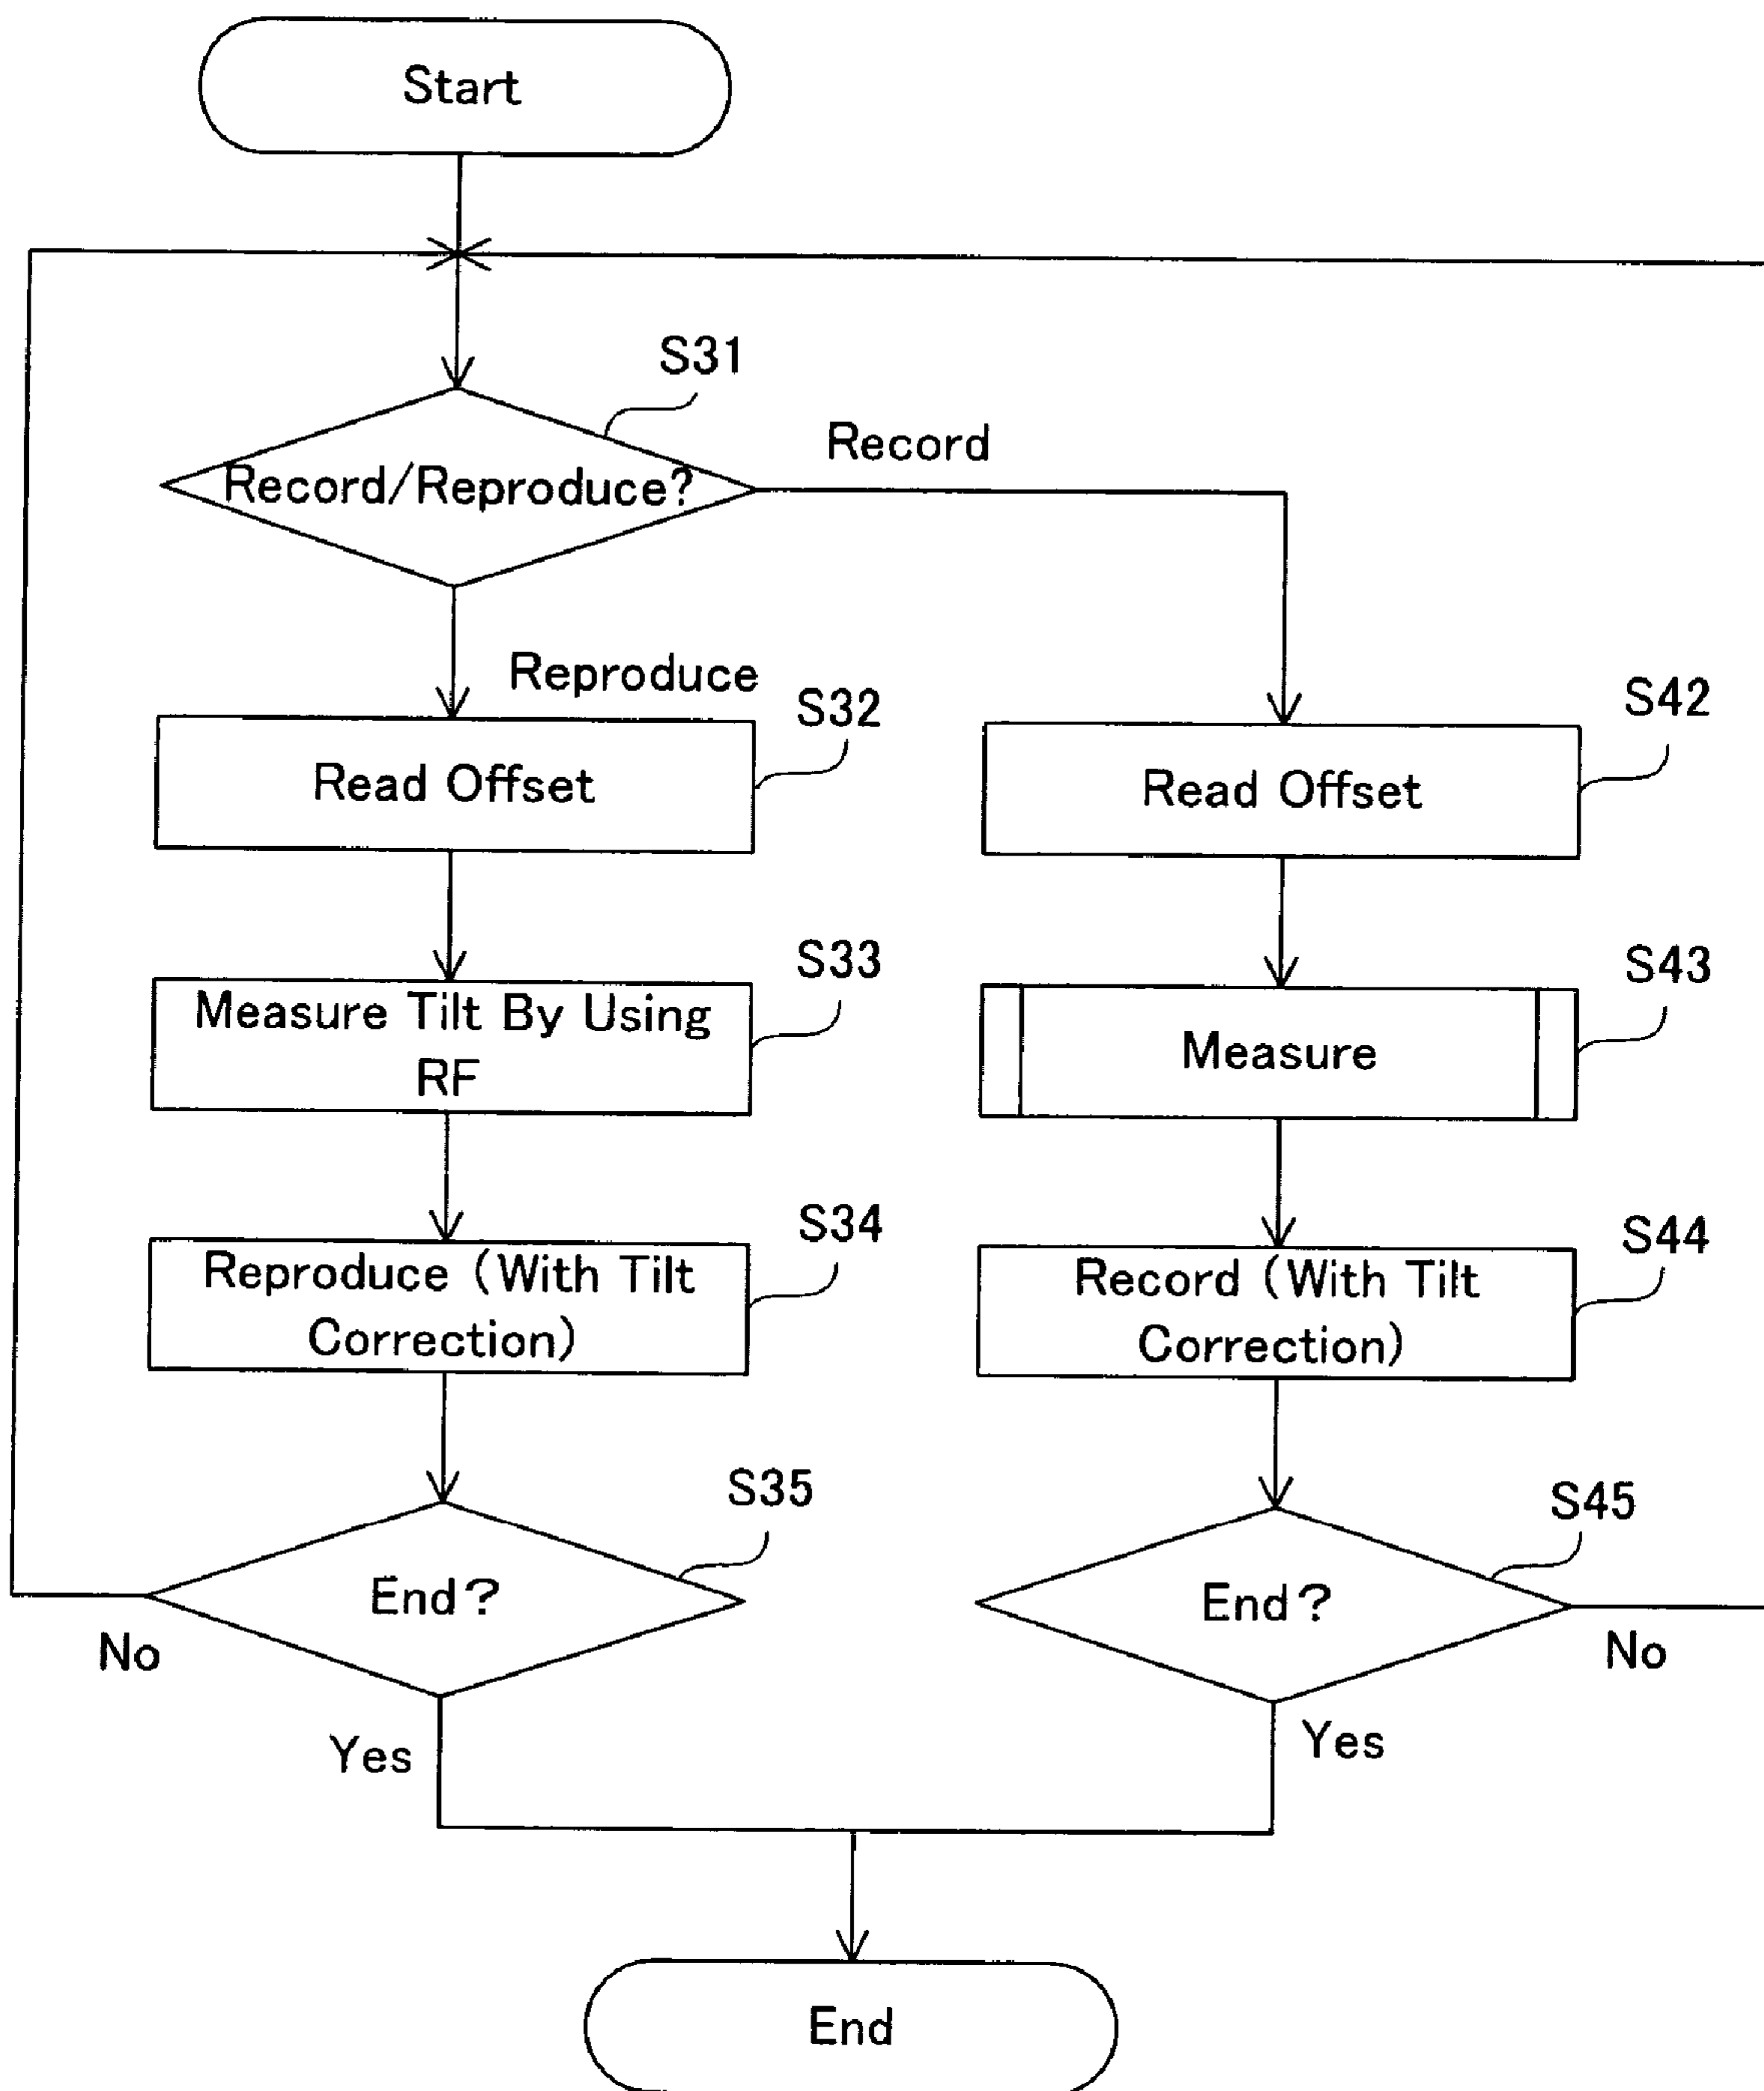 Start
S31
Record/Reproduce?
Record
Reproduce
S32
Read Offset
S42
Read Offset
S33
Measure Tilt By Using
RF
S43
Measure
S34
Reproduce (With Tilt
Correction)
S44
Record (With Tilt
Correction)
S35
End?
No
Yes
S45
End?
No
Yes
End